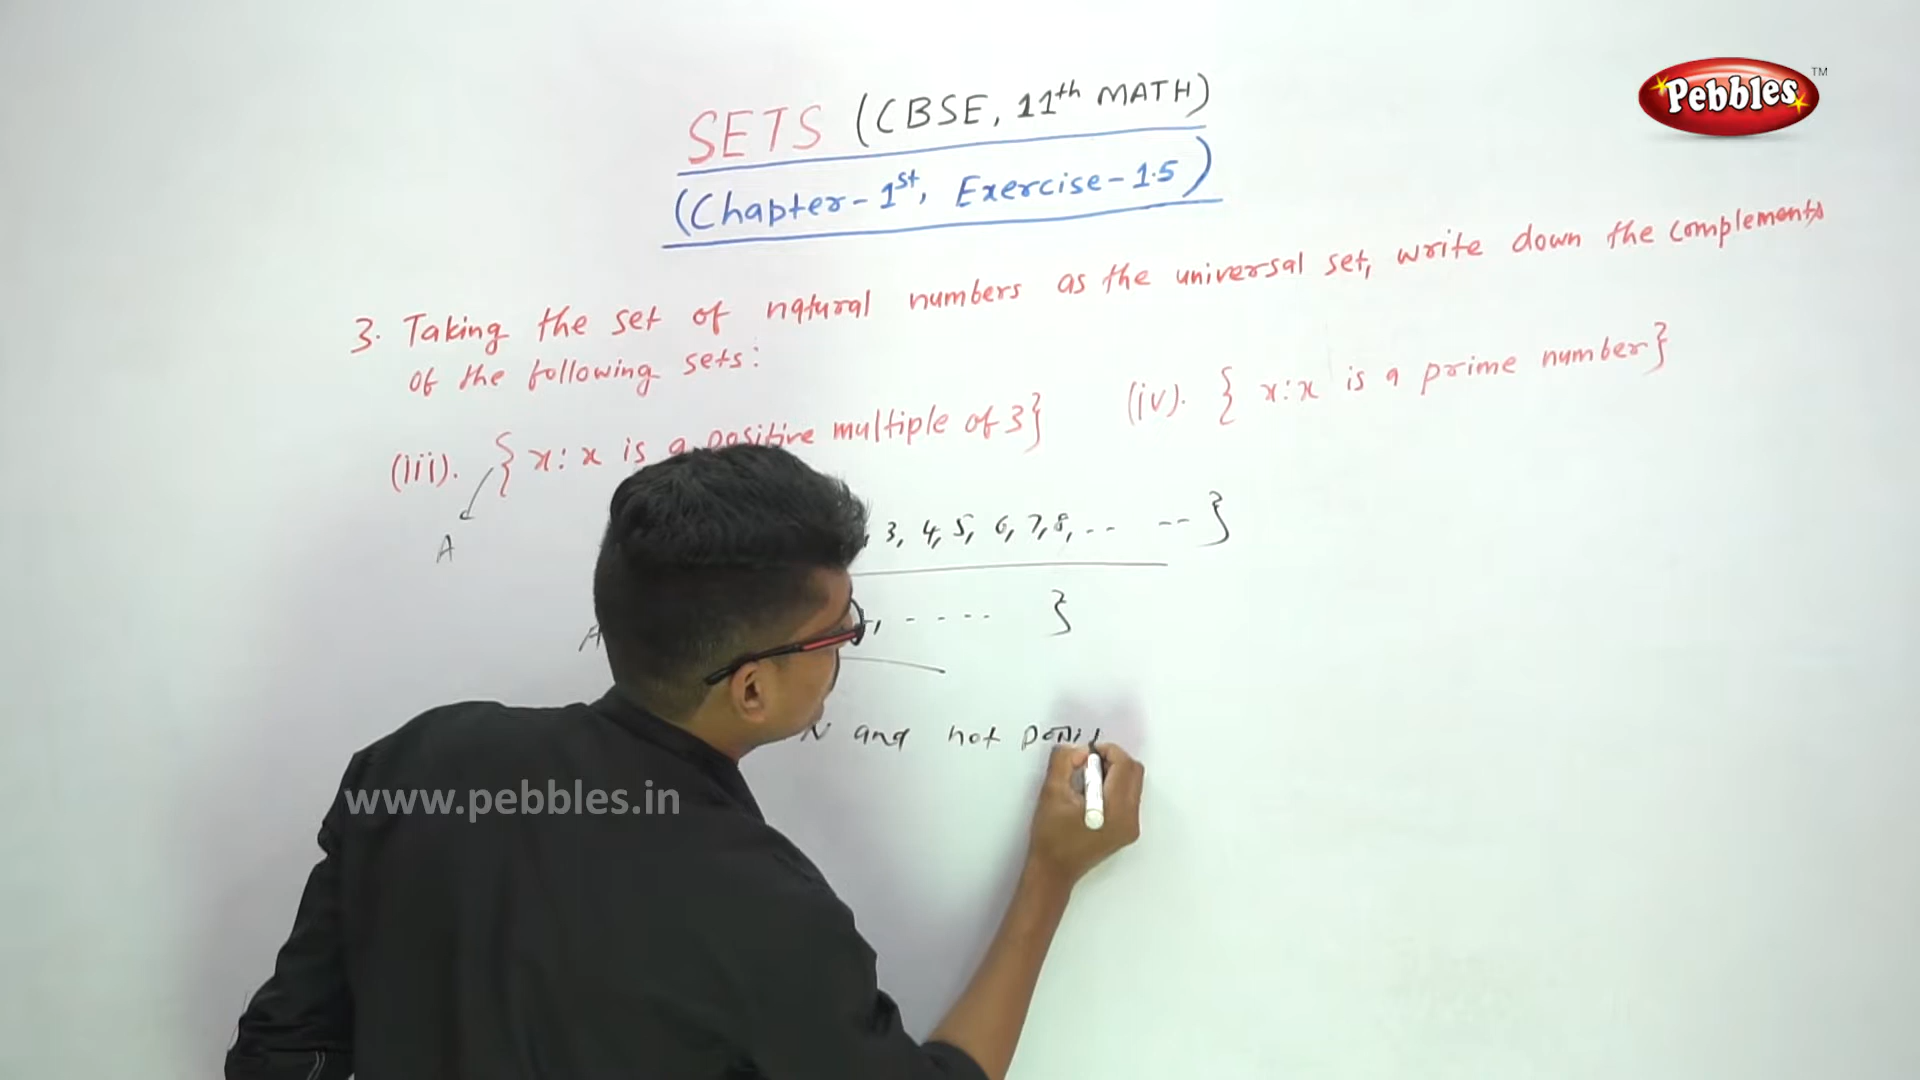 Pebbles TM
SETS (CBSE, 11th MATH)
(Chapter-1st, Exercise-1.5)
3. Taking the set of natural numbers as the universal set, write down the complements
of the following sets:
(iii). { x:x is a positive multiple of 3} (iv). { x:x is a prime number}
A
, 3, 4, 5, 6, 7, 8, .. -- }
A , ---- }
N and not posit
www.pebbles.in